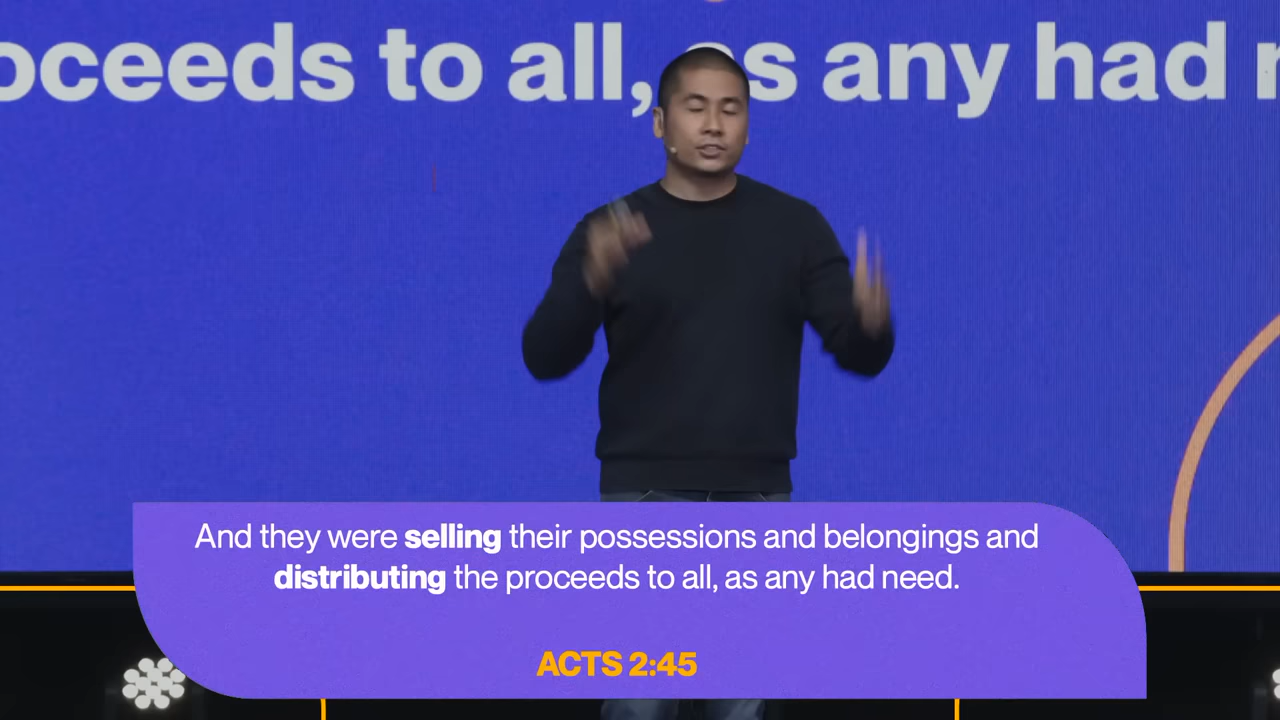 oceeds to all, as any had
And they were selling their possessions and belongings and
distributing the proceeds to all, as any had need.
ACTS 2:45